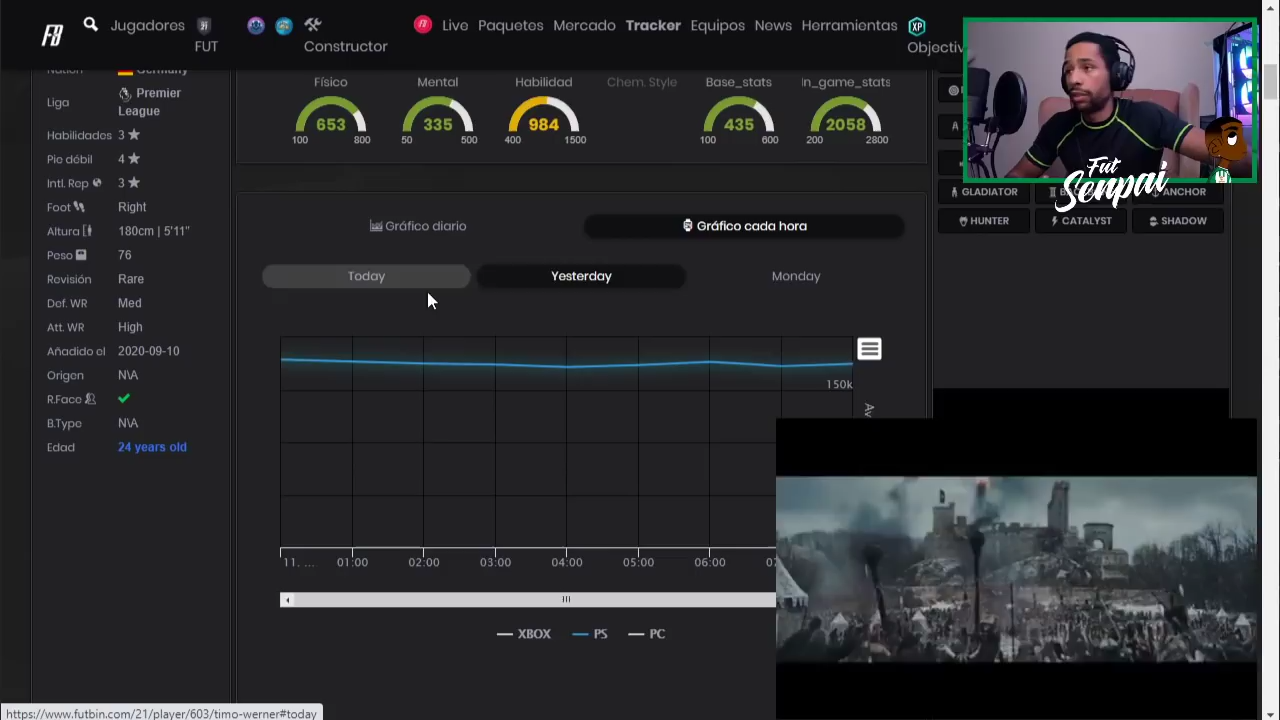 FB
Jugadores
FUT
Constructor
Live
Paquetes
Mercado
Tracker
Equipos
News
Herramientas
XP
Objectiv
Nation
Germany
Liga
Premier
League
Habilidades
3
Pie débil
4
Intl. Rep
3
Foot
Right
Altura
180cm | 5'11"
Peso
76
Revisión
Rare
Def. WR
Med
Att. WR
High
Añadido el
2020-09-10
Origen
N\A
R.Face
B.Type
N\A
Edad
24 years old
Físico
Mental
Habilidad
Chem. Style
Base_stats
In_game_stats
653
335
984
435
2058
100
800
50
500
400
1500
100
600
200
2800
Gráfico diario
Gráfico cada hora
Today
Yesterday
Monday
150k
Av
11. ...
01:00
02:00
03:00
04:00
05:00
06:00
07
XBOX
PS
PC
GLADIATOR
ANCHOR
HUNTER
CATALYST
SHADOW
Fut
Senpai
https://www.futbin.com/21/player/603/timo-werner#today